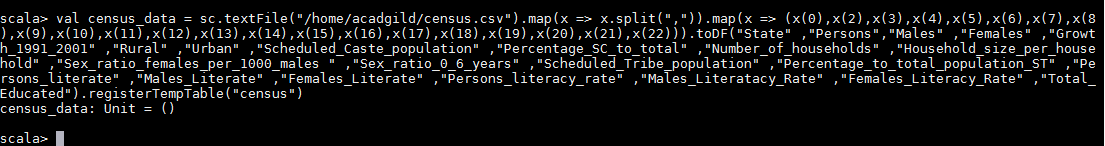 scala> val census_data = sc.textFile("/home/acadgild/census.csv").map(x => x.split(",")).map(x => (x(0),x(2),x(3),x(4),x(5),x(6),x(7),x(8
),x(9),x(10),x(11),x(12),x(13),x(14),x(15),x(16),x(17),x(18),x(19),x(20),x(21),x(22))).toDF("State" ,"Persons","Males" ,"Females" ,"Growt
h_1991_2001" ,"Rural" ,"Urban" ,"Scheduled_Caste_population" ,"Percentage_SC_to_total" ,"Number_of_households" ,"Household_size_per_house
hold" ,"Sex_ratio_females_per_1000_males " ,"Sex_ratio_0_6_years" ,"Scheduled_Tribe_population" ,"Percentage_to_total_population_ST" ,"Pe
rsons_literate" ,"Males_Literate" ,"Females_Literate" ,"Persons_literacy_rate" ,"Males_Literatacy_Rate" ,"Females_Literacy_Rate" ,"Total_
Educated").registerTempTable("census")
census_data: Unit = ()
scala>